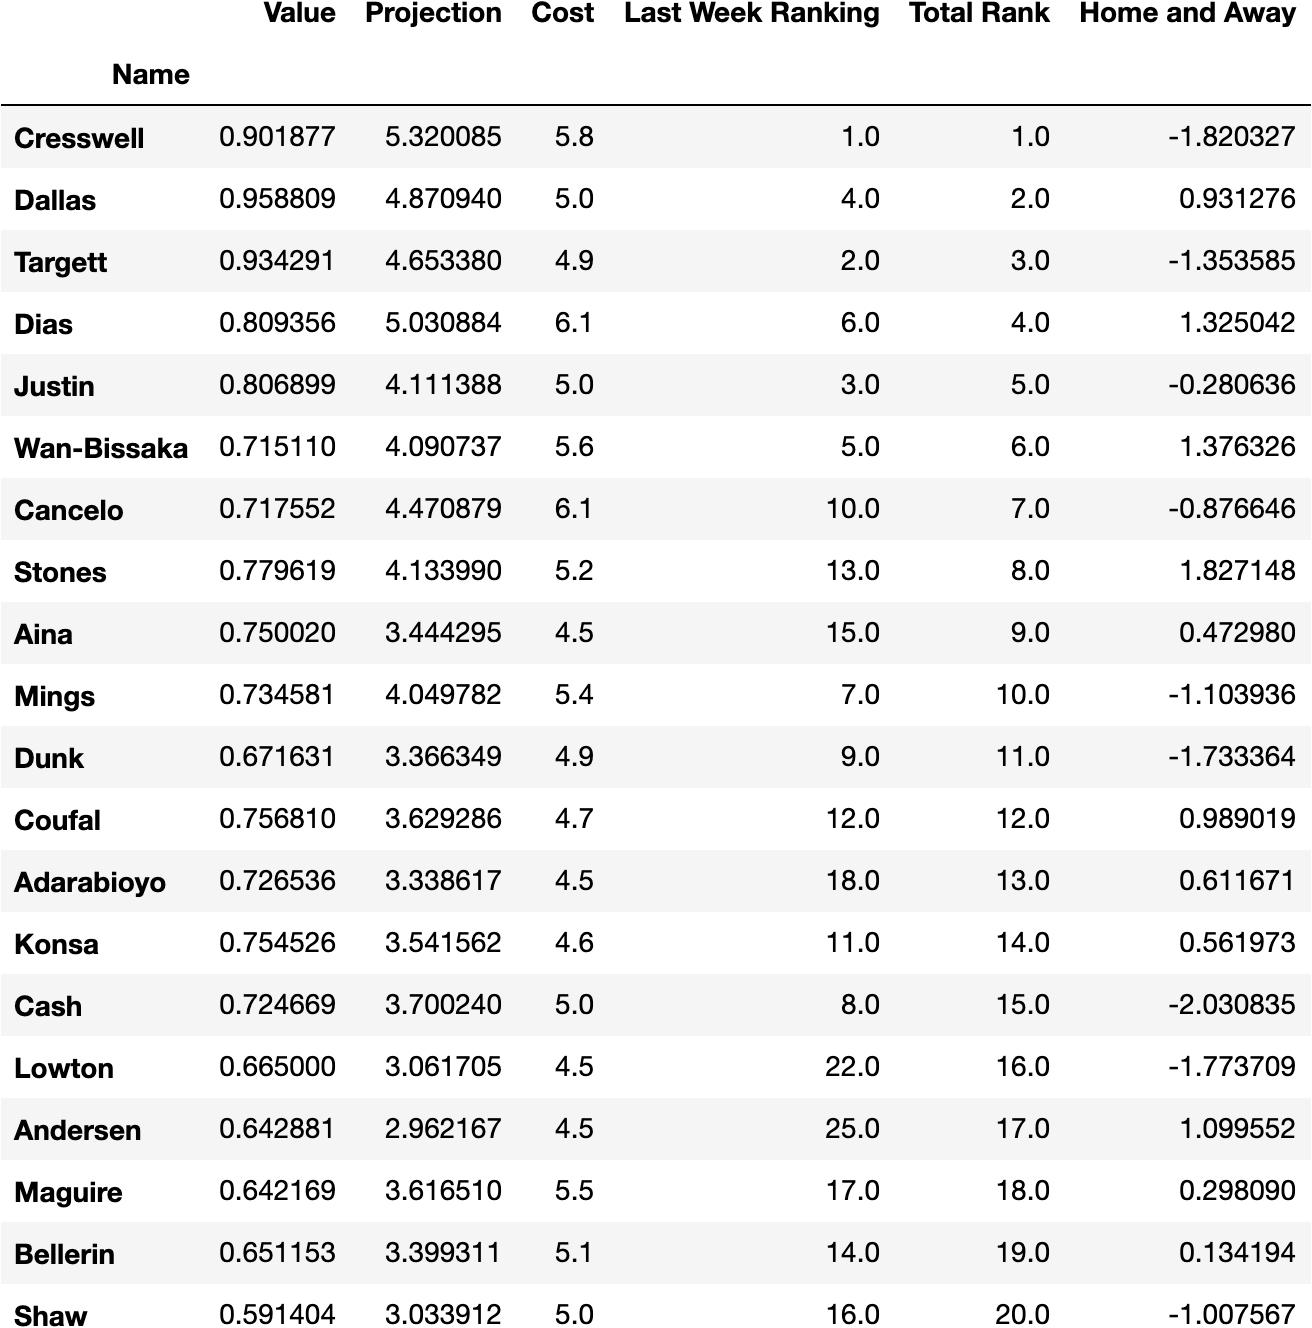 Value Projection Cost Last Week Ranking Total Rank Home and Away
Name
Cresswell 0.901877 5.320085 5.8 1.0 1.0 -1.820327
Dallas 0.958809 4.870940 5.0 4.0 2.0 0.931276
Targett 0.934291 4.653380 4.9 2.0 3.0 -1.353585
Dias 0.809356 5.030884 6.1 6.0 4.0 1.325042
Justin 0.806899 4.111388 5.0 3.0 5.0 -0.280636
Wan-Bissaka 0.715110 4.090737 5.6 5.0 6.0 1.376326
Cancelo 0.717552 4.470879 6.1 10.0 7.0 -0.876646
Stones 0.779619 4.133990 5.2 13.0 8.0 1.827148
Aina 0.750020 3.444295 4.5 15.0 9.0 0.472980
Mings 0.734581 4.049782 5.4 7.0 10.0 -1.103936
Dunk 0.671631 3.366349 4.9 9.0 11.0 -1.733364
Coufal 0.756810 3.629286 4.7 12.0 12.0 0.989019
Adarabioyo 0.726536 3.338617 4.5 18.0 13.0 0.611671
Konsa 0.754526 3.541562 4.6 11.0 14.0 0.561973
Cash 0.724669 3.700240 5.0 8.0 15.0 -2.030835
Lowton 0.665000 3.061705 4.5 22.0 16.0 -1.773709
Andersen 0.642881 2.962167 4.5 25.0 17.0 1.099552
Maguire 0.642169 3.616510 5.5 17.0 18.0 0.298090
Bellerin 0.651153 3.399311 5.1 14.0 19.0 0.134194
Shaw 0.591404 3.033912 5.0 16.0 20.0 -1.007567